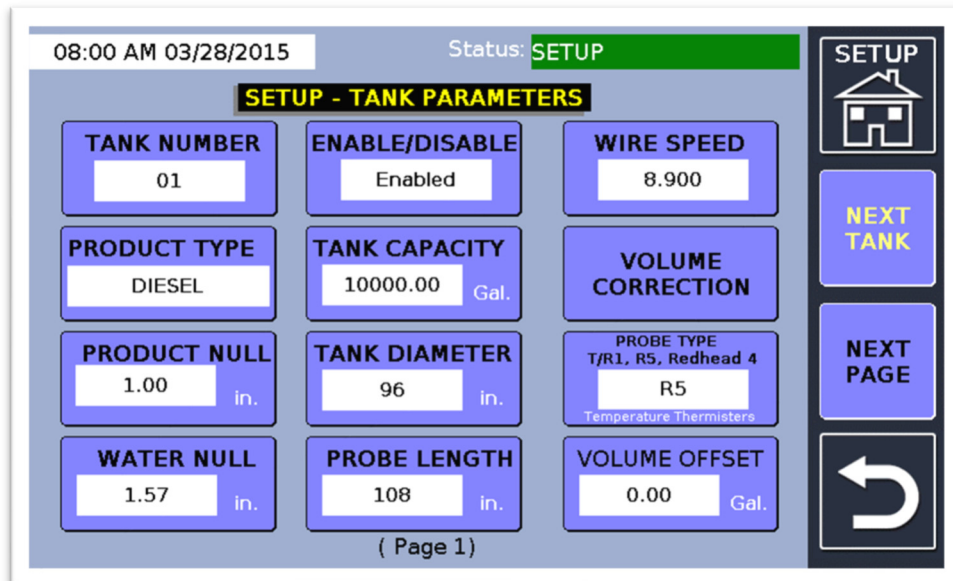 08:00 AM 03/28/2015
Status: SETUP
SETUP - TANK PARAMETERS
TANK NUMBER
01
ENABLE/DISABLE
Enabled
WIRE SPEED
8.900
PRODUCT TYPE
DIESEL
TANK CAPACITY
10000.00 Gal.
VOLUME
CORRECTION
PRODUCT NULL
1.00 in.
TANK DIAMETER
96 in.
PROBE TYPE
T/R1, R5, Redhead 4
R5
Temperature Thermisters
WATER NULL
1.57 in.
PROBE LENGTH
108 in.
VOLUME OFFSET
0.00 Gal.
( Page 1)
SETUP
NEXT
TANK
NEXT
PAGE